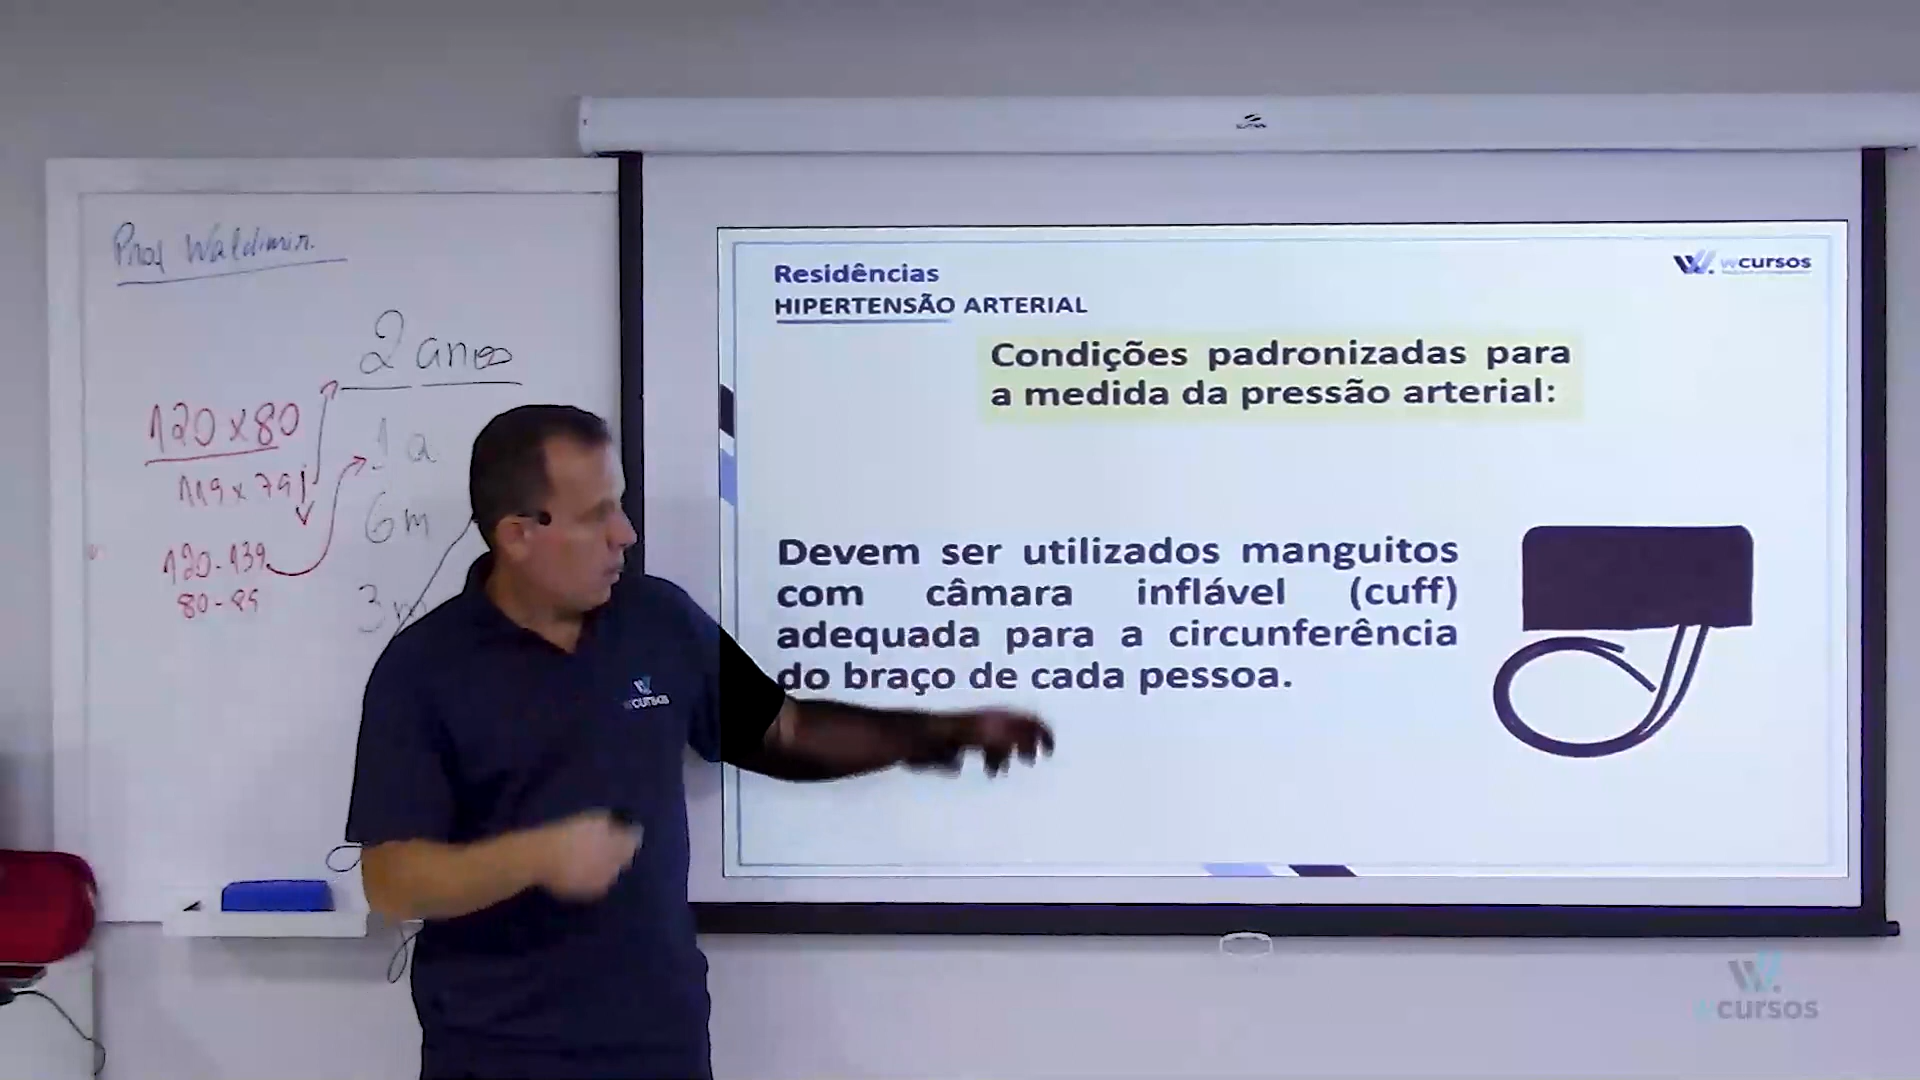 Prof Waldimir.
2 anos
120 x 80
119 x 79
1 a
6 m
120-139
80-89
3 m
Residências
HIPERTENSÃO ARTERIAL
wcursos
Condições padronizadas para
a medida da pressão arterial:
Devem ser utilizados manguitos
com câmara inflável (cuff)
adequada para a circunferência
do braço de cada pessoa.
wcursos
wcursos